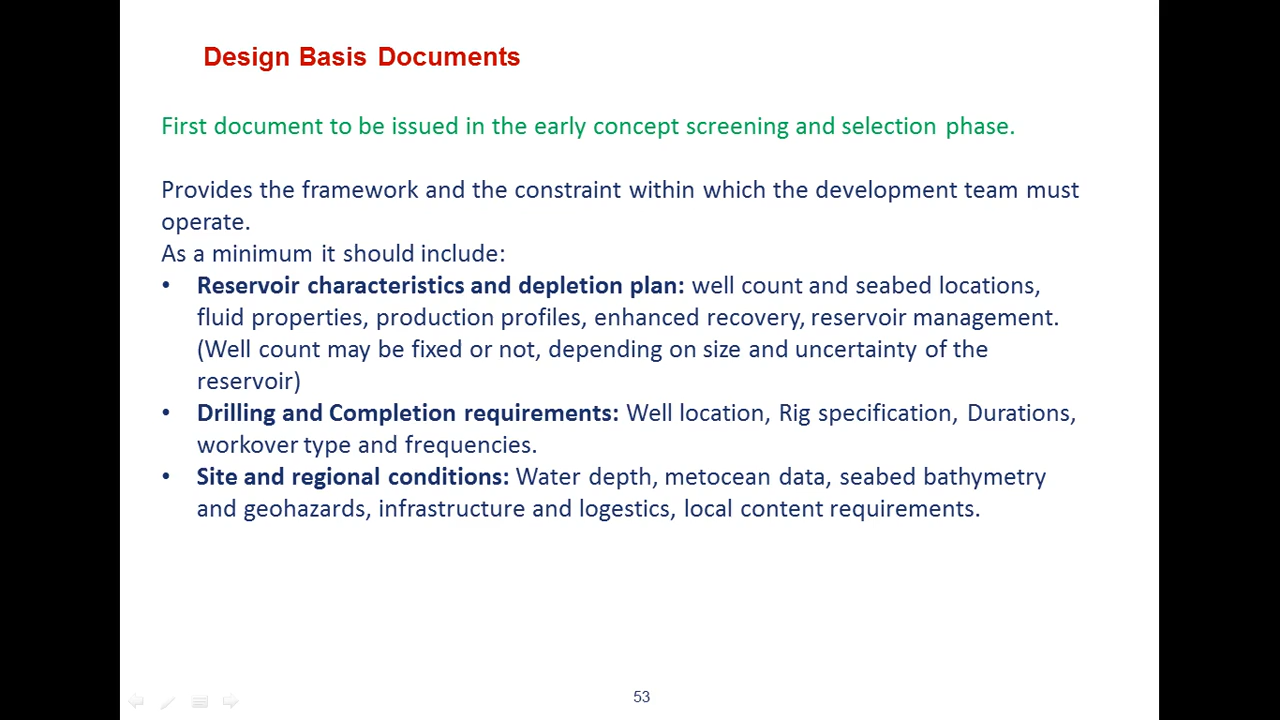 Design Basis Documents
First document to be issued in the early concept screening and selection phase.
Provides the framework and the constraint within which the development team must
operate.
As a minimum it should include:
• Reservoir characteristics and depletion plan: well count and seabed locations,
fluid properties, production profiles, enhanced recovery, reservoir management.
(Well count may be fixed or not, depending on size and uncertainty of the
reservoir)
• Drilling and Completion requirements: Well location, Rig specification, Durations,
workover type and frequencies.
• Site and regional conditions: Water depth, metocean data, seabed bathymetry
and geohazards, infrastructure and logestics, local content requirements.
53